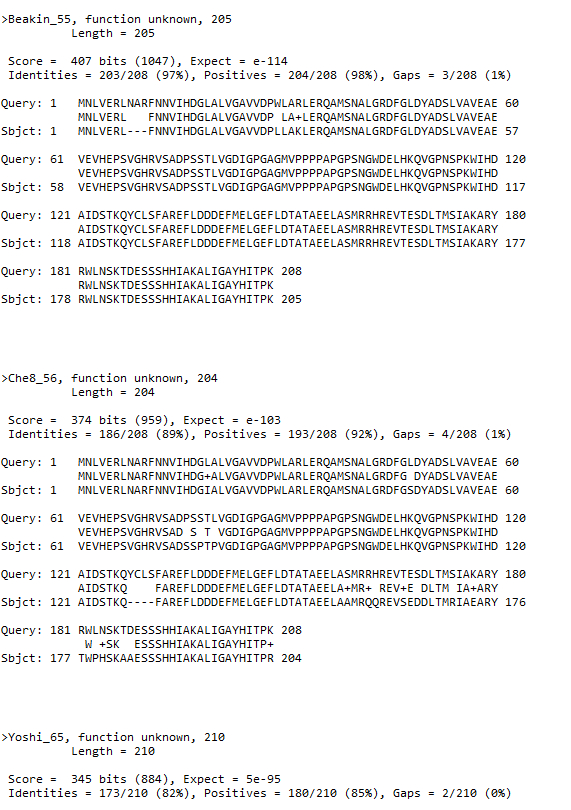 >Beakin_55, function unknown, 205
          Length = 205

 Score =  407 bits (1047), Expect = e-114
 Identities = 203/208 (97%), Positives = 204/208 (98%), Gaps = 3/208 (1%)

Query: 1   MNLVERLNARFNNVIHDGLALVGAVVDPWLARLERQAMSNALGRDFGLDYADSLVAVEAE 60
           MNLVERL   FNNVIHDGLALVGAVVDP LA+LERQAMSNALGRDFGLDYADSLVAVEAE
Sbjct: 1   MNLVERL---FNNVIHDGLALVGAVVDPLLAKLERQAMSNALGRDFGLDYADSLVAVEAE 57

Query: 61  VEVHEPSVGHRVSADPSSTLVGDIGPGAGMVPPPPAPGPSNGWDELHKQVGPNSPKWIHD 120
           VEVHEPSVGHRVSADPSSTLVGDIGPGAGMVPPPPAPGPSNGWDELHKQVGPNSPKWIHD
Sbjct: 58  VEVHEPSVGHRVSADPSSTLVGDIGPGAGMVPPPPAPGPSNGWDELHKQVGPNSPKWIHD 117

Query: 121 AIDSTKQYCLSFAREFLDDDEFMELGEFLDTATAEELASMRRHREVTESDLTMSIAKARY 180
           AIDSTKQYCLSFAREFLDDDEFMELGEFLDTATAEELASMRRHREVTESDLTMSIAKARY
Sbjct: 118 AIDSTKQYCLSFAREFLDDDEFMELGEFLDTATAEELASMRRHREVTESDLTMSIAKARY 177

Query: 181 RWLNSKTDESSSHHIAKALIGAYHITPK 208
           RWLNSKTDESSSHHIAKALIGAYHITPK
Sbjct: 178 RWLNSKTDESSSHHIAKALIGAYHITPK 205

>Che8_56, function unknown, 204
          Length = 204

 Score =  374 bits (959), Expect = e-103
 Identities = 186/208 (89%), Positives = 193/208 (92%), Gaps = 4/208 (1%)

Query: 1   MNLVERLNARFNNVIHDGLALVGAVVDPWLARLERQAMSNALGRDFGLDYADSLVAVEAE 60
           MNLVERLNARFNNVIHDG+ALVGAVVDPWLARLERQAMSNALGRDFG DYADSLVAVEAE
Sbjct: 1   MNLVERLNARFNNVIHDGIALVGAVVDPWLARLERQAMSNALGRDFGSDYADSLVAVEAE 60

Query: 61  VEVHEPSVGHRVSADPSSTLVGDIGPGAGMVPPPPAPGPSNGWDELHKQVGPNSPKWIHD 120
           VEVHEPSVGHRVSAD S T VGDIGPGAGMVPPPPAPGPSNGWDELHKQVGPNSPKWIHD
Sbjct: 61  VEVHEPSVGHRVSADSSPTPVGDIGPGAGMVPPPPAPGPSNGWDELHKQVGPNSPKWIHD 120

Query: 121 AIDSTKQYCLSFAREFLDDDEFMELGEFLDTATAEELASMRRHREVTESDLTMSIAKARY 180
           AIDSTKQ    FAREFLDDDEFMELGEFLDTATAEELA+MR+ REV+E DLTM IA+ARY
Sbjct: 121 AIDSTKQ----FAREFLDDDEFMELGEFLDTATAEELAAMRQQREVSEDDLTMRIAEARY 176

Query: 181 RWLNSKTDESSSHHIAKALIGAYHITPK 208
            W +SK  ESSSHHIAKALIGAYHITP+
Sbjct: 177 TWPHSKAAESSSHHIAKALIGAYHITPR 204

>Yoshi_65, function unknown, 210
          Length = 210

 Score =  345 bits (884), Expect = 5e-95
 Identities = 173/210 (82%), Positives = 180/210 (85%), Gaps = 2/210 (0%)